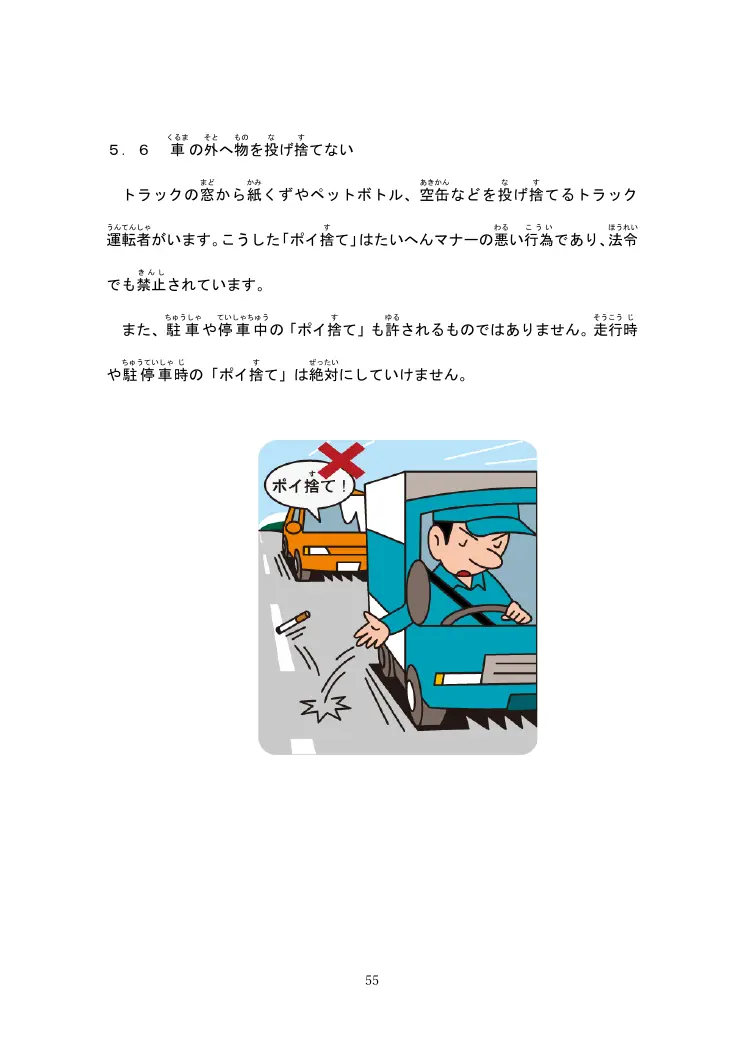 ５．６　車の外へ物を投げ捨てない
トラックの窓から紙くずやペットボトル、空缶などを投げ捨てるトラック
運転者がいます。こうした「ポイ捨て」はたいへんマナーの悪い行為であり、法令
でも禁止されています。
また、駐車や停車中の「ポイ捨て」も許されるものではありません。走行時
や駐停車時の「ポイ捨て」は絶対にしていけません。
ポイ捨て！
55